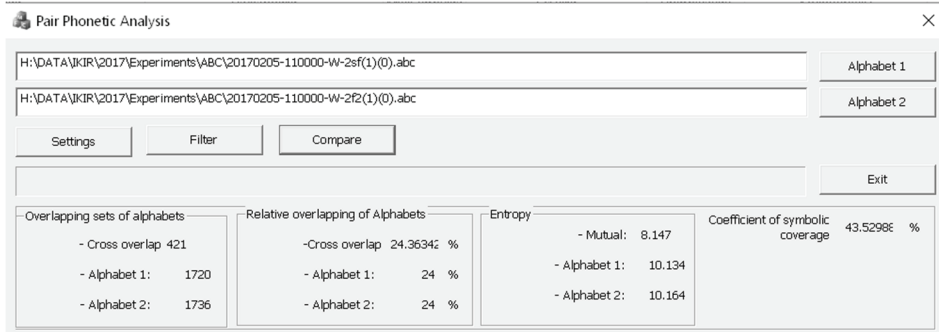 Pair Phonetic Analysis
H:\DATA\IKIR\2017\Experiments\ABC\20170205-110000-W-2sf(1)(0).abc
Alphabet 1
H:\DATA\IKIR\2017\Experiments\ABC\20170205-110000-W-2f2(1)(0).abc
Alphabet 2
Settings
Filter
Compare
Exit
Overlapping sets of alphabets
- Cross overlap 421
- Alphabet 1: 1720
- Alphabet 2: 1736
Relative overlapping of Alphabets
-Cross overlap 24.36342 %
- Alphabet 1: 24 %
- Alphabet 2: 24 %
Entropy
- Mutual: 8.147
- Alphabet 1: 10.134
- Alphabet 2: 10.164
Coefficient of symbolic
coverage
43.52988 %